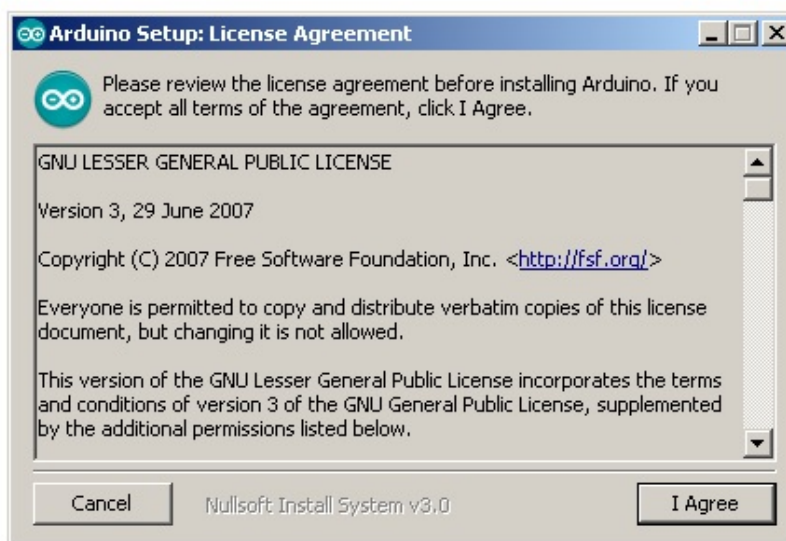 Arduino Setup: License Agreement
Please review the license agreement before installing Arduino. If you
accept all terms of the agreement, click I Agree.
GNU LESSER GENERAL PUBLIC LICENSE
Version 3, 29 June 2007
Copyright (C) 2007 Free Software Foundation, Inc. <http://fsf.org/>
Everyone is permitted to copy and distribute verbatim copies of this license
document, but changing it is not allowed.
This version of the GNU Lesser General Public License incorporates the terms
and conditions of version 3 of the GNU General Public License, supplemented
by the additional permissions listed below.
Cancel
Nullsoft Install System v3.0
I Agree